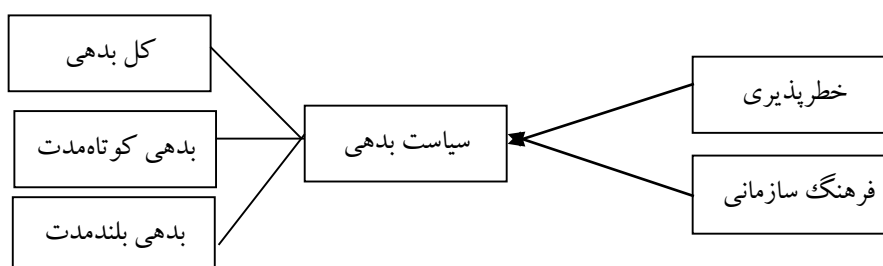 خطرپذیری
فرهنگ سازمانی
سیاست بدهی
کل بدهی
بدهی کوتاه‌مدت
بدهی بلندمدت